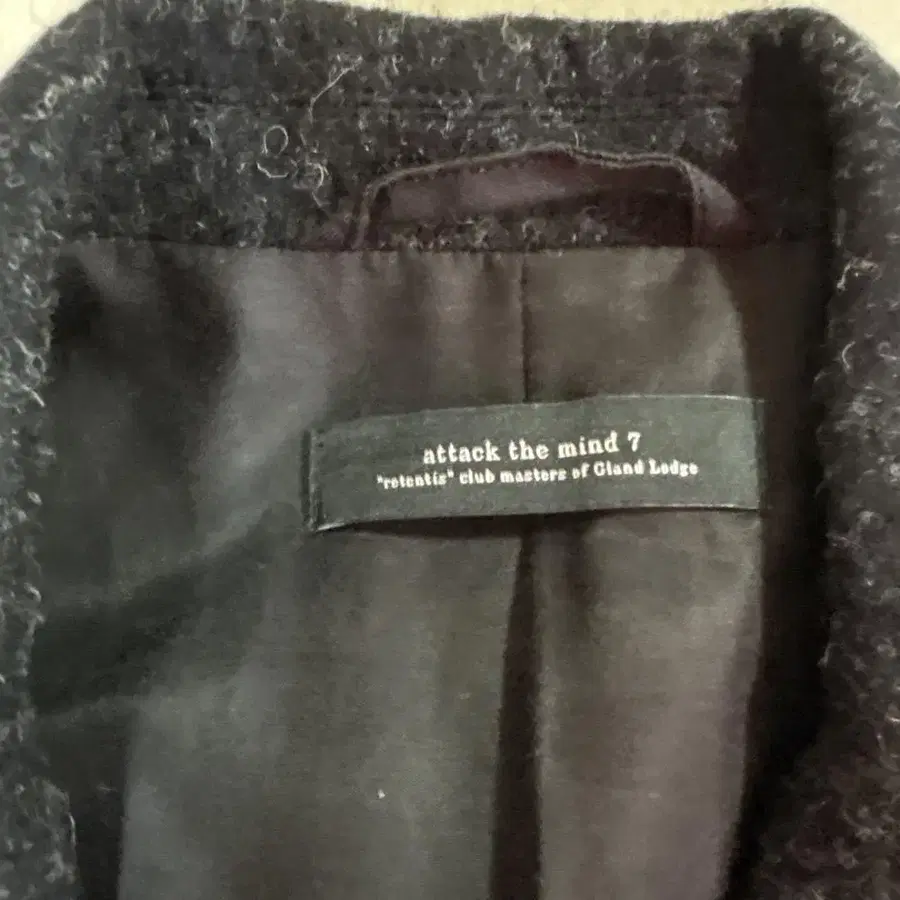 attack the mind 7
"retentis" club masters of Gland Lodge